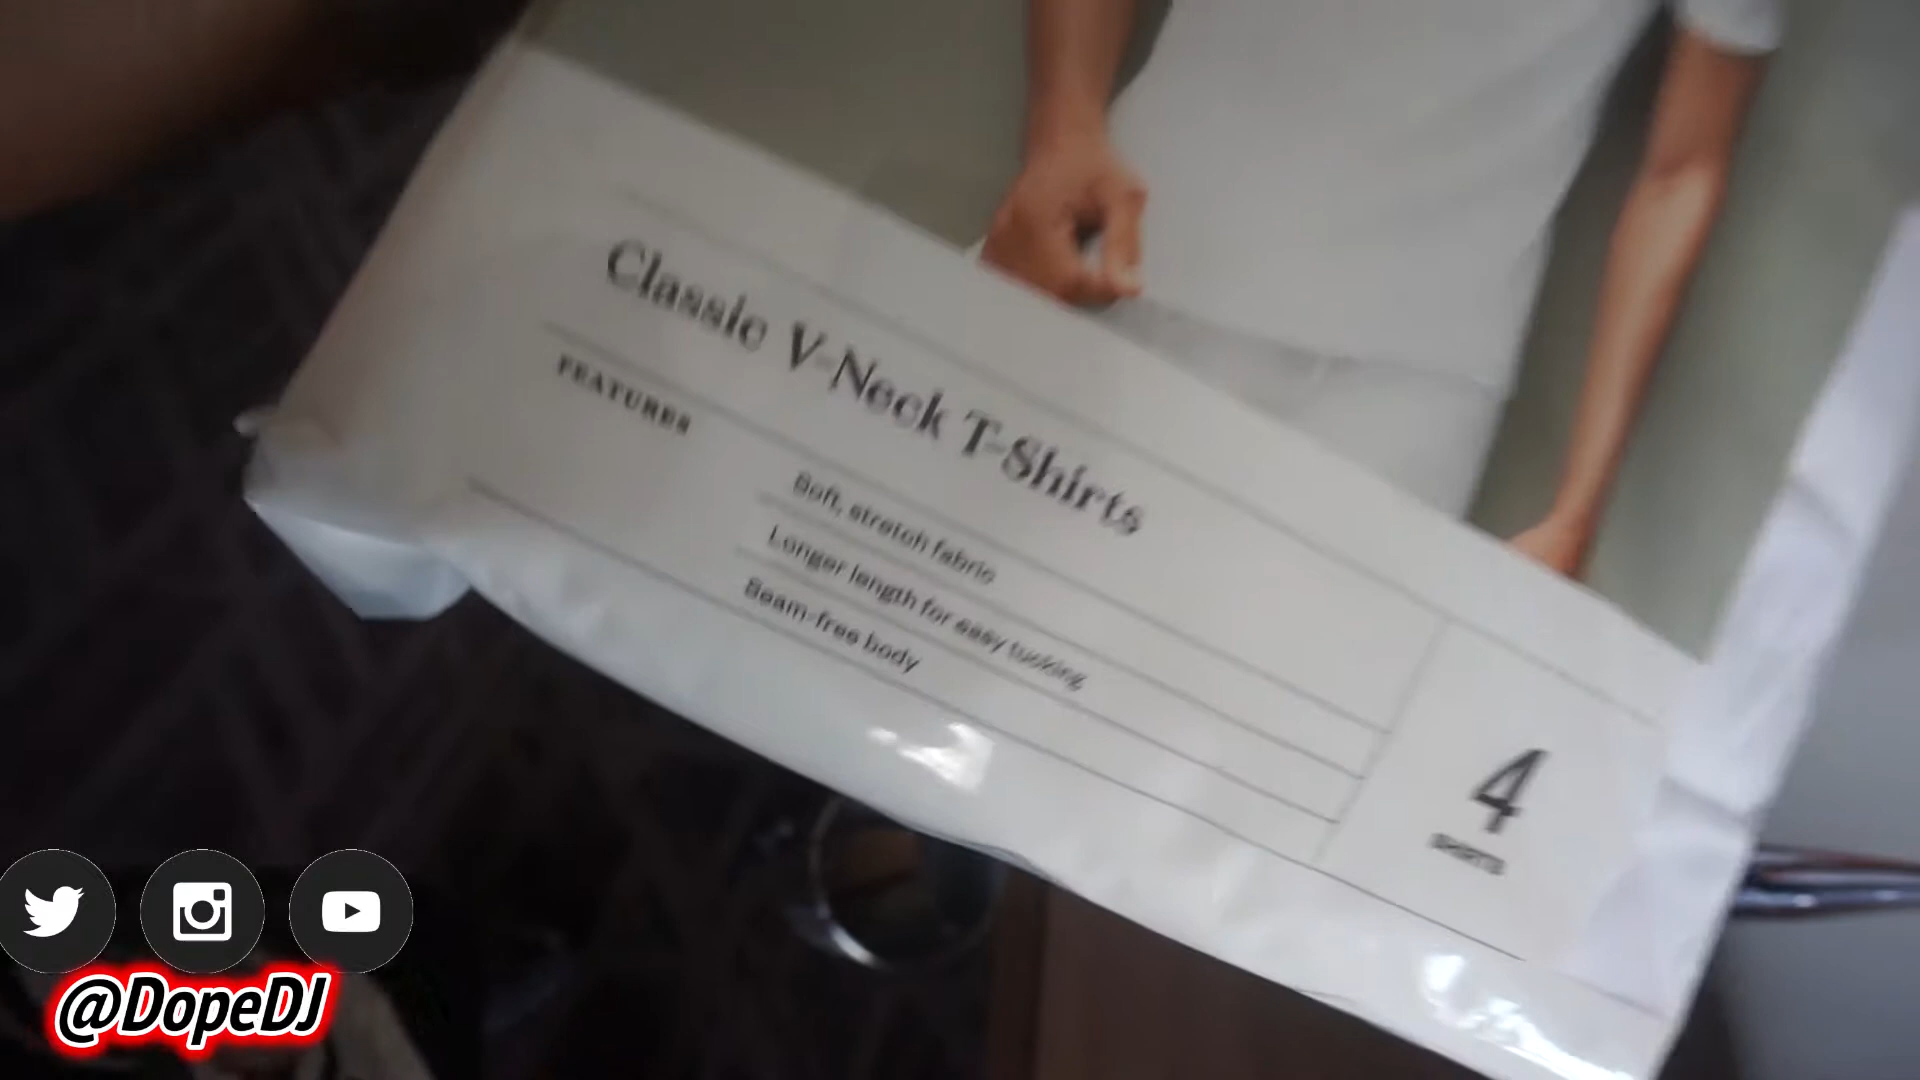 Classic V-Neck T-Shirts
FEATURES
Soft, stretch fabric
Longer length for easy tucking
Seam-free body
4
SHIRTS
@DopeDJ